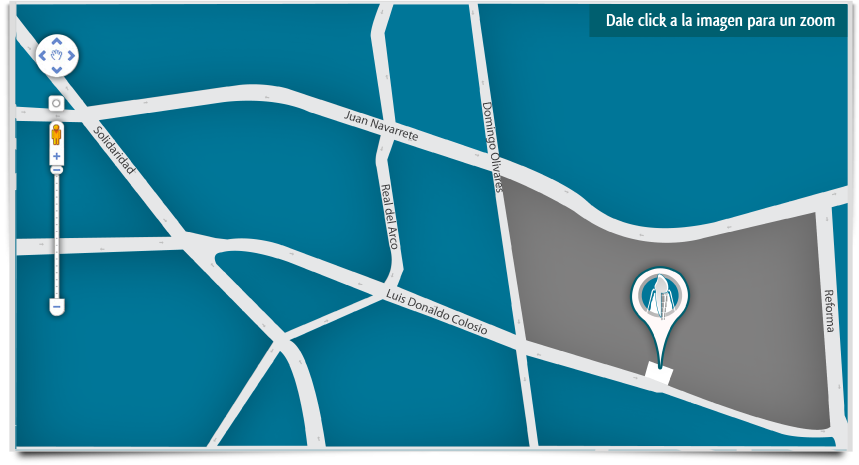 Dale click a la imagen para un zoom
Juan Navarrete
Domingo Olivares
Solidaridad
Real del Arco
Luis Donaldo Colosio
Reforma